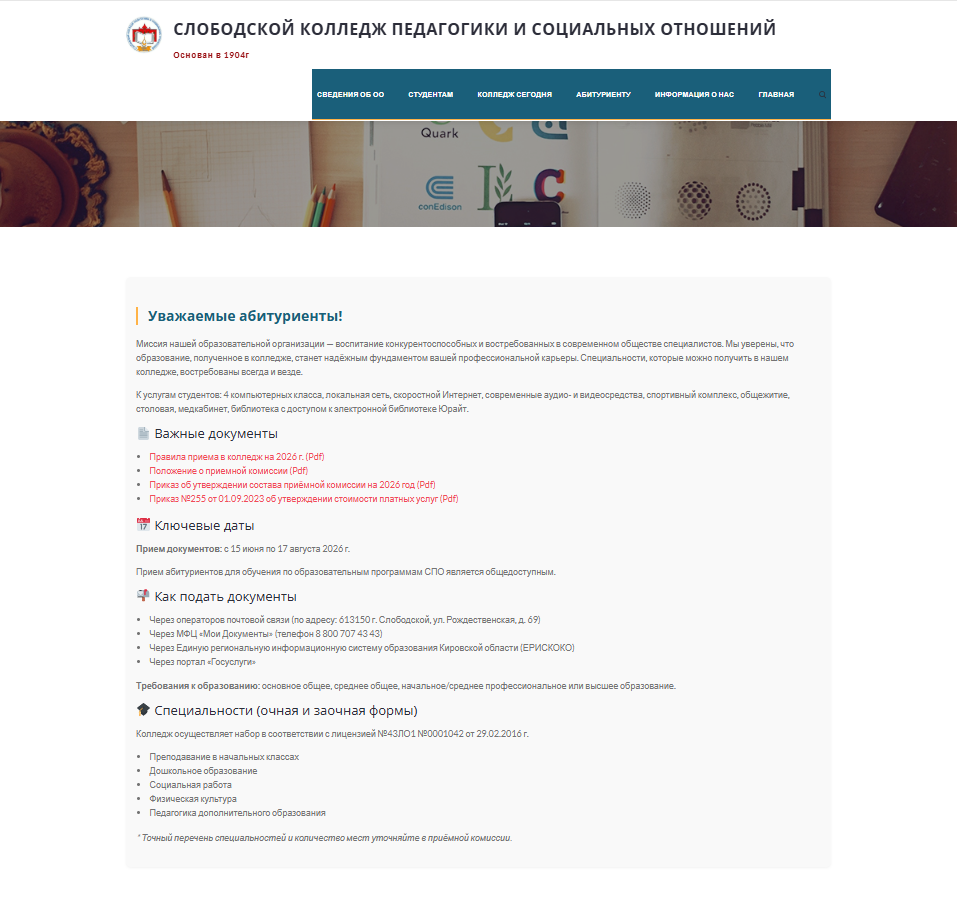 СЛОБОДСКОЙ КОЛЛЕДЖ ПЕДАГОГИКИ И СОЦИАЛЬНЫХ ОТНОШЕНИЙ
Основан в 1904г
СВЕДЕНИЯ ОБ ОО СТУДЕНТАМ КОЛЛЕДЖ СЕГОДНЯ АБИТУРИЕНТУ ИНФОРМАЦИЯ О НАС ГЛАВНАЯ
Quark
conEdison
Уважаемые абитуриенты!
Миссия нашей образовательной организации — воспитание конкурентоспособных и востребованных в современном обществе специалистов. Мы уверены, что
образование, полученное в колледже, станет надёжным фундаментом вашей профессиональной карьеры. Специальности, которые можно получить в нашем
колледже, востребованы всегда и везде.
К услугам студентов: 4 компьютерных класса, локальная сеть, скоростной Интернет, современные аудио- и видеосредства, спортивный комплекс, общежитие,
столовая, медкабинет, библиотека с доступом к электронной библиотеке Юрайт.
Важные документы
• Правила приема в колледж на 2026 г. (Pdf)
• Положение о приемной комиссии (Pdf)
• Приказ об утверждении состава приёмной комиссии на 2026 год (Pdf)
• Приказ №255 от 01.09.2023 об утверждении стоимости платных услуг (Pdf)
17 Ключевые даты
Прием документов: с 15 июня по 17 августа 2026 г.
Прием абитуриентов для обучения по образовательным программам СПО является общедоступным.
Как подать документы
• Через операторов почтовой связи (по адресу: 613150 г. Слободской, ул. Рождественская, д. 69)
• Через МФЦ «Мои Документы» (телефон 8 800 707 43 43)
• Через Единую региональную информационную систему образования Кировской области (ЕРИСКОКО)
• Через портал «Госуслуги»
Требования к образованию: основное общее, среднее общее, начальное/среднее профессиональное или высшее образование.
Специальности (очная и заочная формы)
Колледж осуществляет набор в соответствии с лицензией №43ЛО1 №0001042 от 29.02.2016 г.
• Преподавание в начальных классах
• Дошкольное образование
• Социальная работа
• Физическая культура
• Педагогика дополнительного образования
* Точный перечень специальностей и количество мест уточняйте в приёмной комиссии.